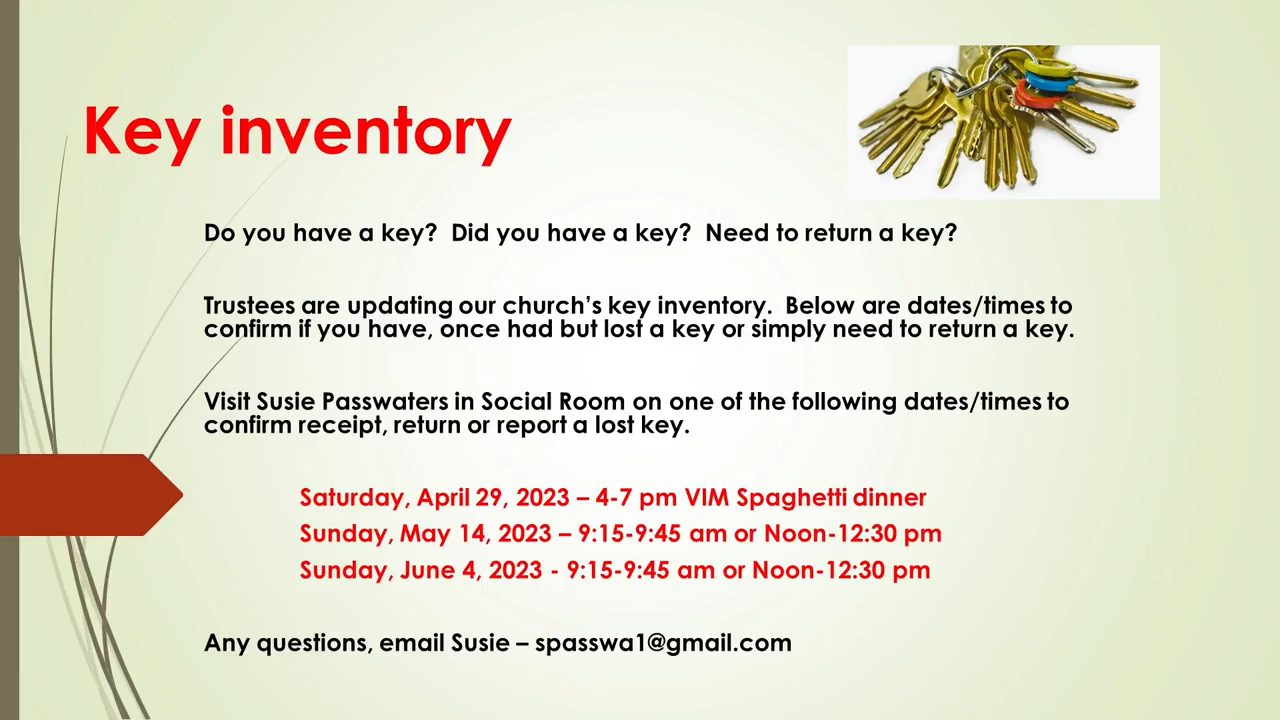 Key inventory
Do you have a key?  Did you have a key?  Need to return a key?
Trustees are updating our church’s key inventory.  Below are dates/times to
confirm if you have, once had but lost a key or simply need to return a key.
Visit Susie Passwaters in Social Room on one of the following dates/times to
confirm receipt, return or report a lost key.
Saturday, April 29, 2023 – 4-7 pm VIM Spaghetti dinner
Sunday, May 14, 2023 – 9:15-9:45 am or Noon-12:30 pm
Sunday, June 4, 2023 - 9:15-9:45 am or Noon-12:30 pm
Any questions, email Susie – spasswa1@gmail.com